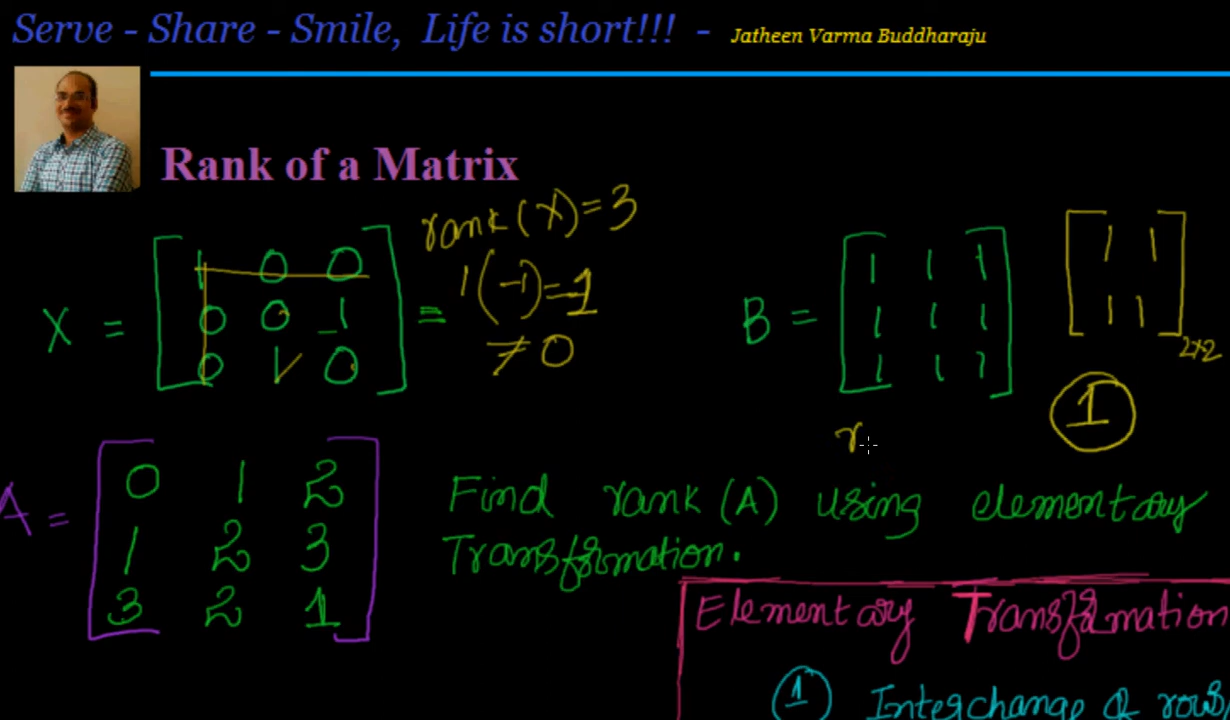 Serve - Share - Smile, Life is short!!! - Jatheen Varma Buddharaju
Rank of a Matrix
rank(X)=3
X = [ 1 0 0
0 0 -1
0 1 0 ] =
1(-1)=-1
≠ 0
B = [ 1 1 1
1 1 1
1 1 1 ]
[ 1 1
1 1 ] 2×2
1
r
A = [ 0 1 2
1 2 3
3 2 1 ]
Find rank (A) using elementary
Transformation.
Elementary Transformation
1 Interchange of rows